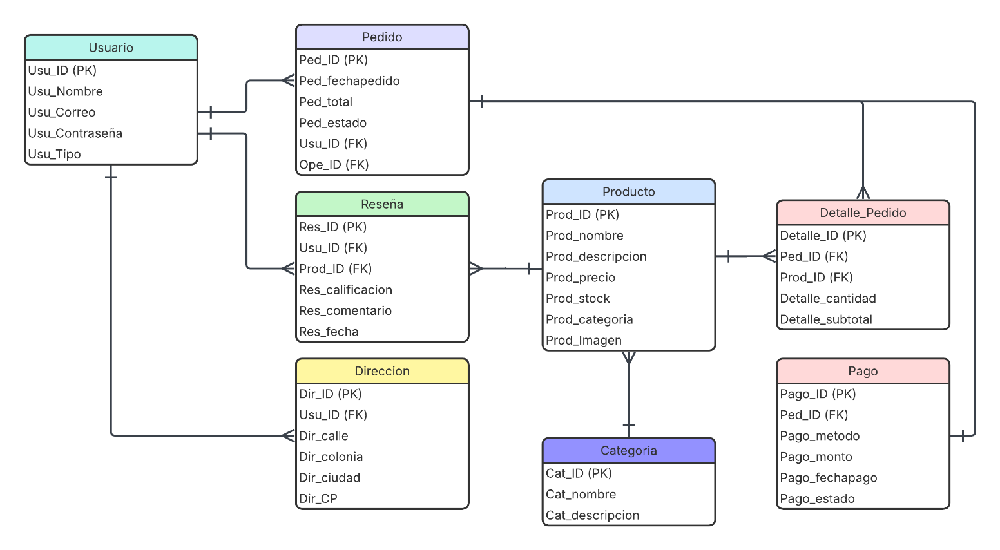 Usuario
Usu_ID (PK)
Usu_Nombre
Usu_Correo
Usu_Contraseña
Usu_Tipo
Pedido
Ped_ID (PK)
Ped_fechapedido
Ped_total
Ped_estado
Usu_ID (FK)
Ope_ID (FK)
Reseña
Res_ID (PK)
Usu_ID (FK)
Prod_ID (FK)
Res_calificacion
Res_comentario
Res_fecha
Direccion
Dir_ID (PK)
Usu_ID (FK)
Dir_calle
Dir_colonia
Dir_ciudad
Dir_CP
Producto
Prod_ID (PK)
Prod_nombre
Prod_descripcion
Prod_precio
Prod_stock
Prod_categoria
Prod_Imagen
Categoria
Cat_ID (PK)
Cat_nombre
Cat_descripcion
Detalle_Pedido
Detalle_ID (PK)
Ped_ID (FK)
Prod_ID (FK)
Detalle_cantidad
Detalle_subtotal
Pago
Pago_ID (PK)
Ped_ID (FK)
Pago_metodo
Pago_monto
Pago_fechapago
Pago_estado